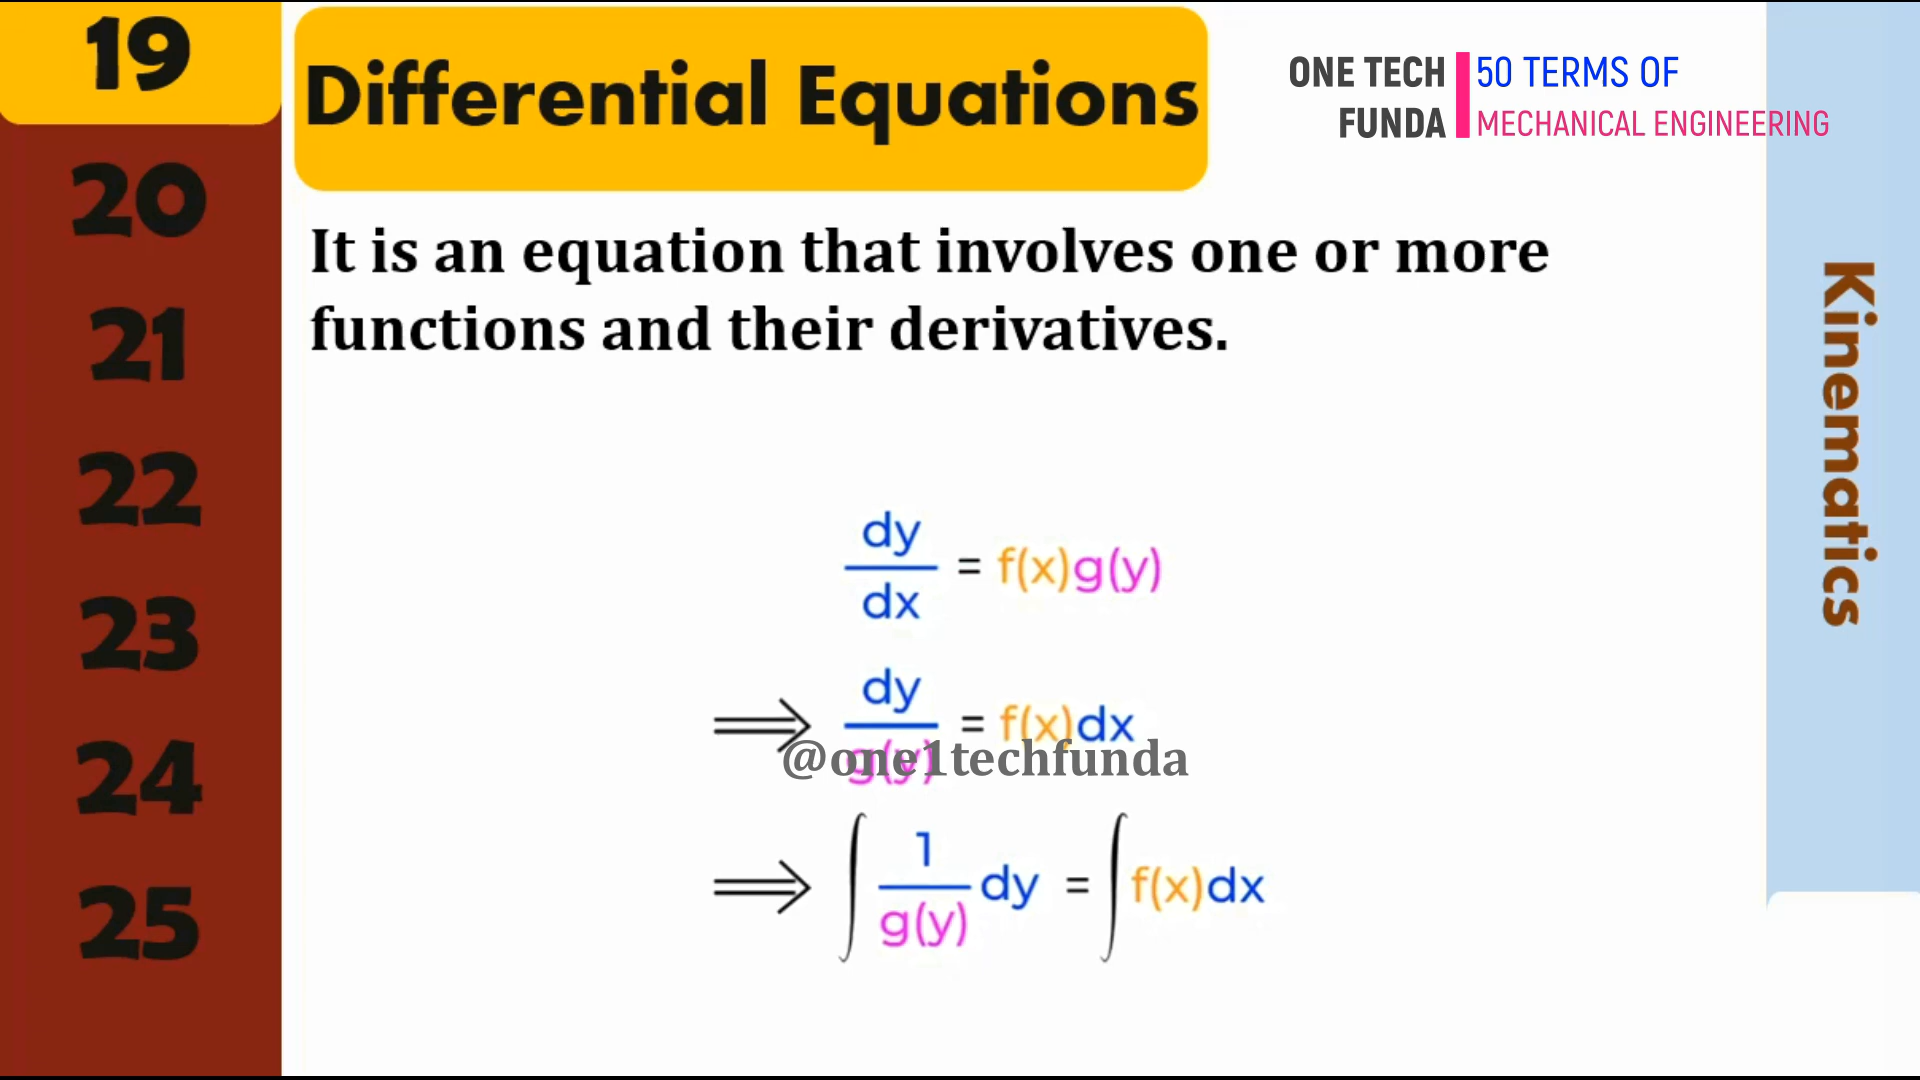 19
20
21
22
23
24
25
Differential Equations
ONE TECH
FUNDA
50 TERMS OF
MECHANICAL ENGINEERING
It is an equation that involves one or more
functions and their derivatives.
dy/dx = f(x)g(y)
⟹ dy/g(y) = f(x)dx
@one1techfunda
⟹ ∫ 1/g(y) dy = ∫ f(x)dx
Kinematics